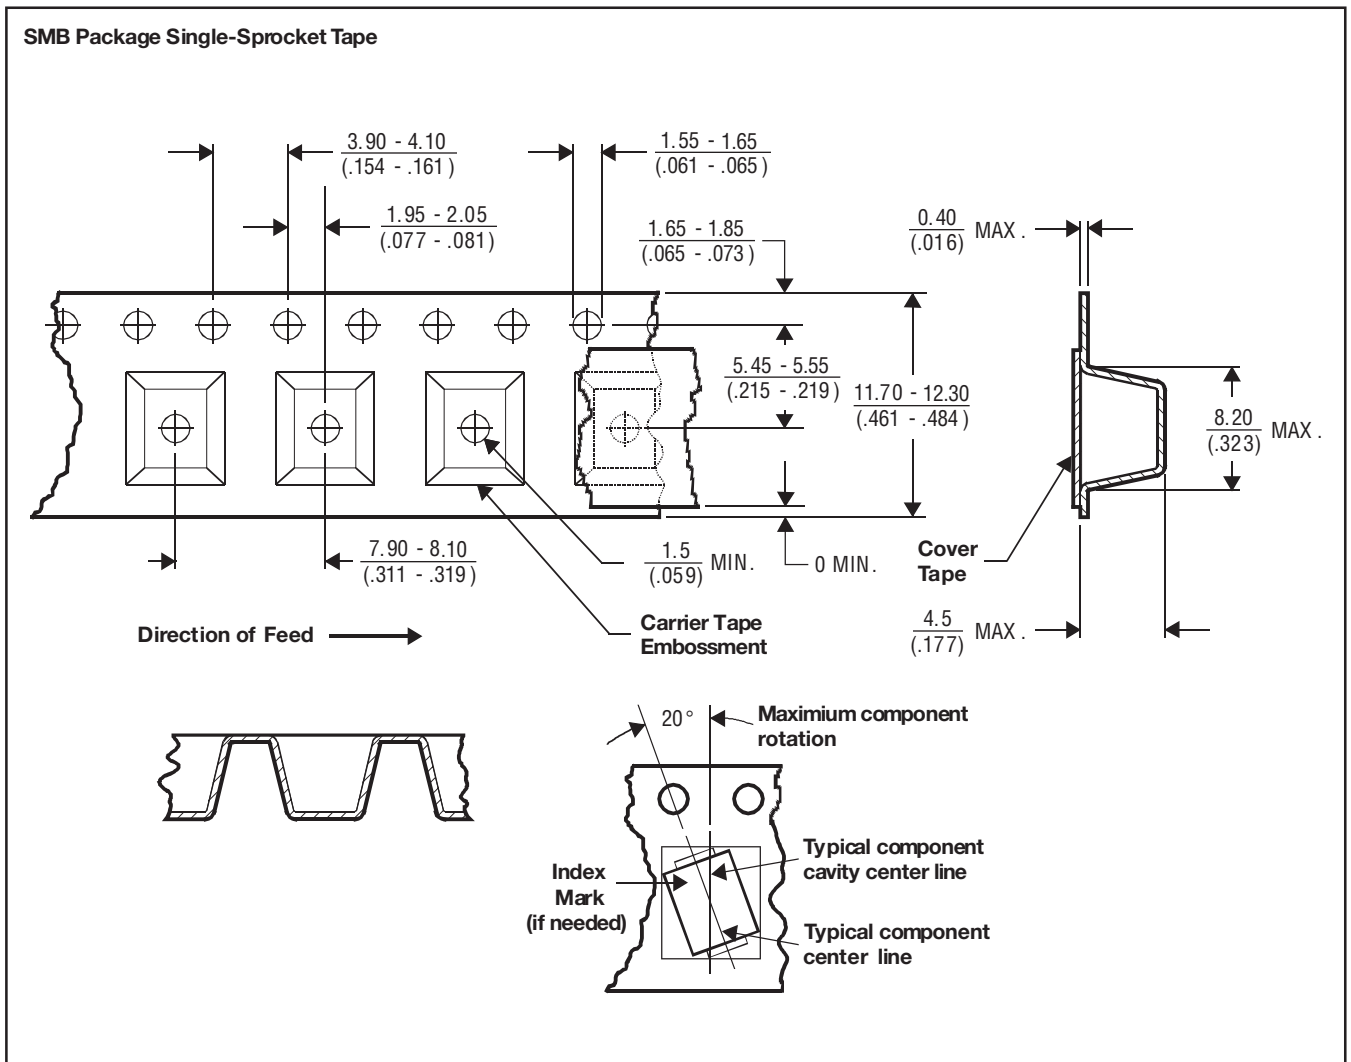 SMB Package Single-Sprocket Tape
3.90 - 4.10
(.154 - .161)
1.55 - 1.65
(.061 - .065)
1.95 - 2.05
(.077 - .081)
1.65 - 1.85
(.065 - .073)
0.40
(.016)
MAX.
5.45 - 5.55
(.215 - .219)
11.70 - 12.30
(.461 - .484)
8.20
(.323)
MAX.
7.90 - 8.10
(.311 - .319)
1.5
(.059)
MIN.
0 MIN.
Cover
Tape
Direction of Feed
Carrier Tape
Embossment
4.5
(.177)
MAX.
20°
Maximium component
rotation
Typical component
cavity center line
Index
Mark
(if needed)
Typical component
center line